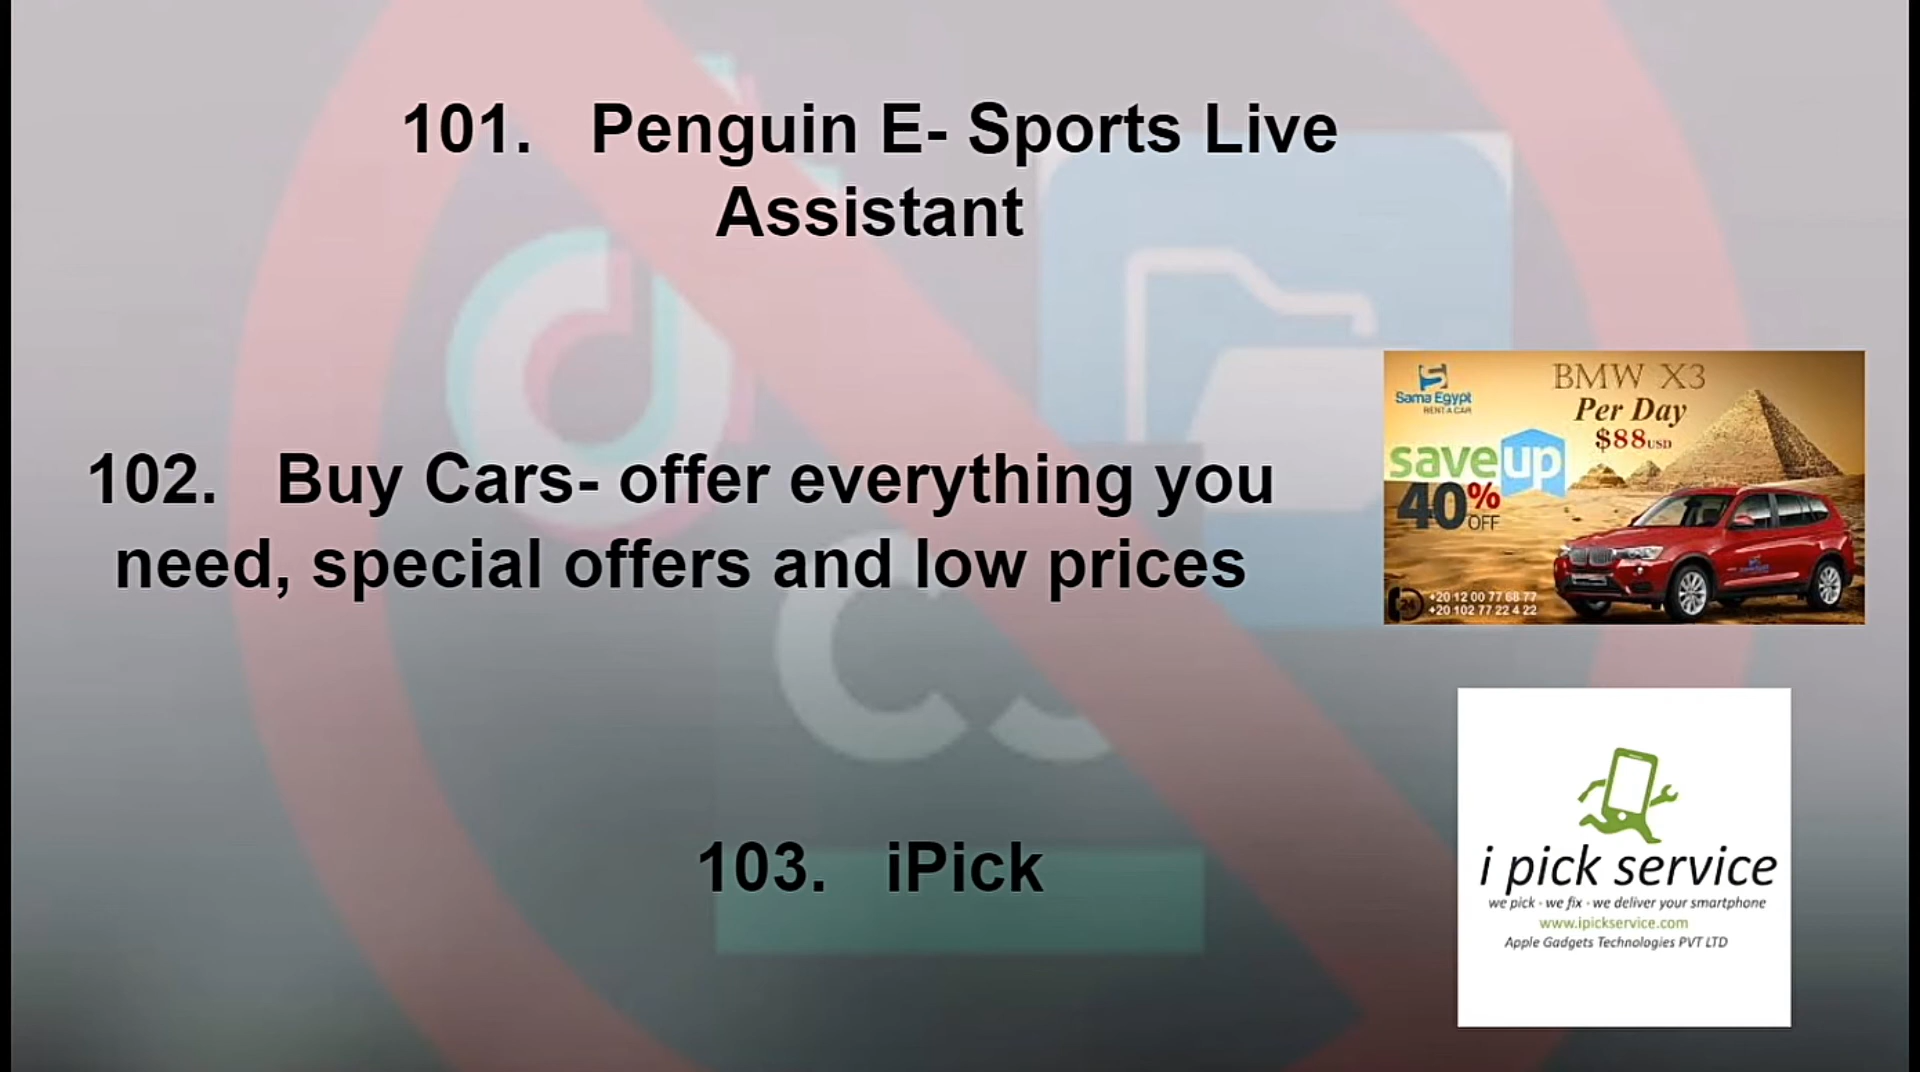 101. Penguin E- Sports Live
Assistant
102. Buy Cars- offer everything you
need, special offers and low prices
Sama Egypt
RENT A CAR
BMW X3
Per Day
$88USD
saveup
40% OFF
24
+20 12 00 77 68 77
+20 102 77 22 4 22
103. iPick
i pick service
we pick - we fix - we deliver your smartphone
www.ipickservice.com
Apple Gadgets Technologies PVT LTD